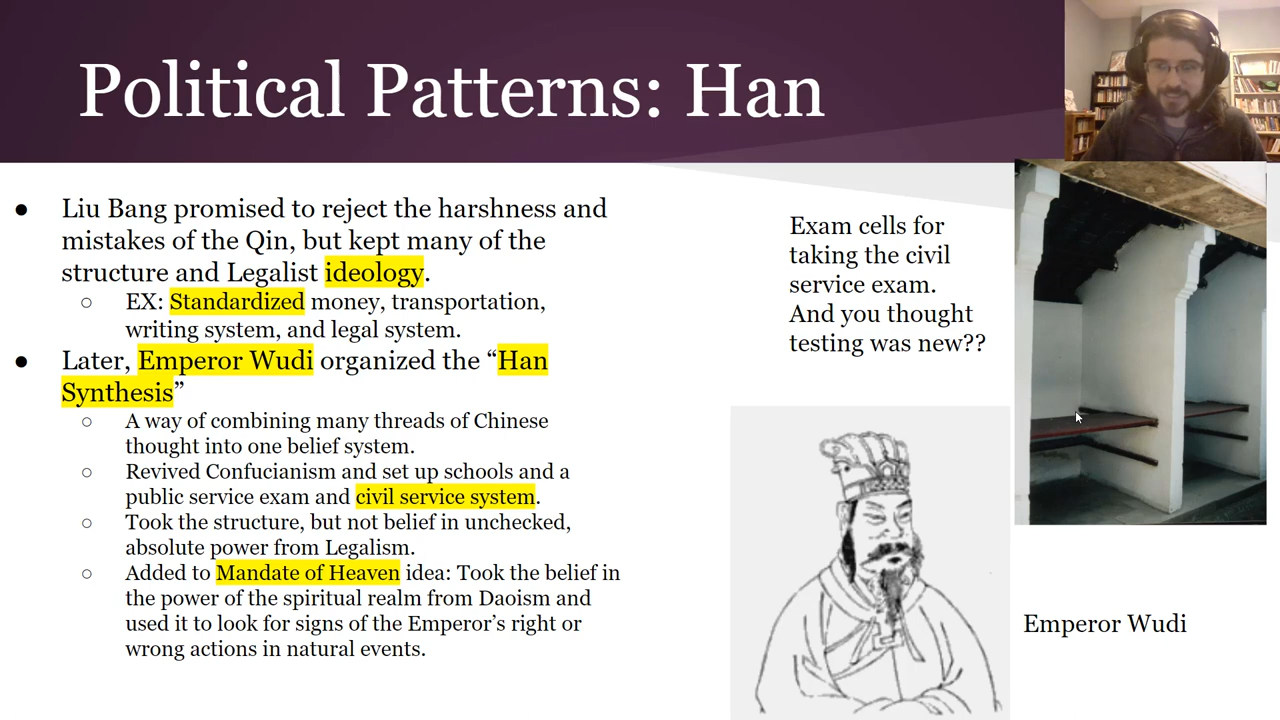 Political Patterns: Han
● Liu Bang promised to reject the harshness and
mistakes of the Qin, but kept many of the
structure and Legalist ideology.
○ EX: Standardized money, transportation,
writing system, and legal system.
● Later, Emperor Wudi organized the “Han
Synthesis”
○ A way of combining many threads of Chinese
thought into one belief system.
○ Revived Confucianism and set up schools and a
public service exam and civil service system.
○ Took the structure, but not belief in unchecked,
absolute power from Legalism.
○ Added to Mandate of Heaven idea: Took the belief in
the power of the spiritual realm from Daoism and
used it to look for signs of the Emperor’s right or
wrong actions in natural events.
Exam cells for
taking the civil
service exam.
And you thought
testing was new??
Emperor Wudi